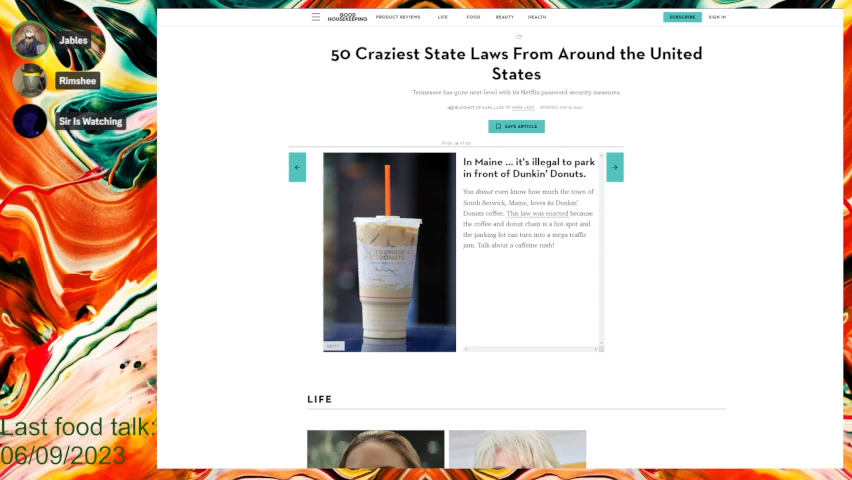 Jables
Rimshee
Sir Is Watching
Last food talk:
06/09/2023
GOOD
HOUSEKEEPING
PRODUCT REVIEWS
LIFE
FOOD
BEAUTY
HEALTH
SUBSCRIBE
SIGN IN
50 Craziest State Laws From Around the United
States
Tennessee has gone next-level with its Netflix password security measures.
BY KARA LADD
SAVE ARTICLE
In Maine ... it's illegal to park
in front of Dunkin' Donuts.
You donut even know how much the town of
South Berwick, Maine, loves its Dunkin'
Donuts coffee. This law was enacted because
the coffee and donut chain is a hot-spot and
the parking lot can turn into a mega traffic
jam. Talk about a caffeine rush!
DUNKIN'
DONUTS
GETTY
LIFE